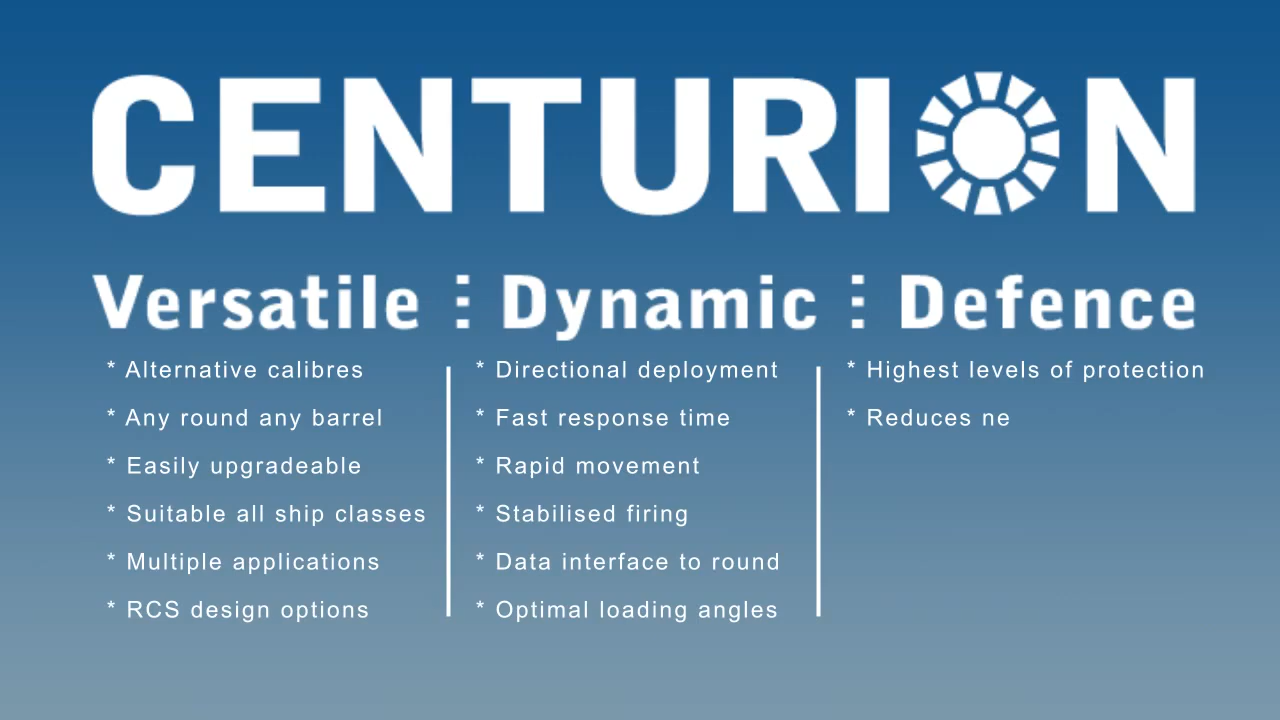 CENTURION
Versatile ⋮ Dynamic ⋮ Defence
* Alternative calibres
* Any round any barrel
* Easily upgradeable
* Suitable all ship classes
* Multiple applications
* RCS design options
* Directional deployment
* Fast response time
* Rapid movement
* Stabilised firing
* Data interface to round
* Optimal loading angles
* Highest levels of protection
* Reduces ne